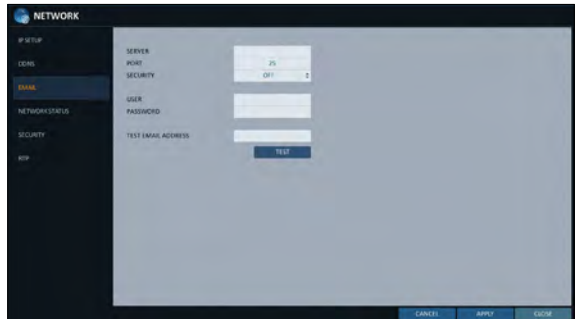 NETWORK
IP SETUP
DDNS
EMAIL
NETWORK STATUS
SECURITY
RTP
SERVER
PORT 25
SECURITY OFF
USER
PASSWORD
TEST EMAIL ADDRESS
TEST
CANCEL APPLY CLOSE